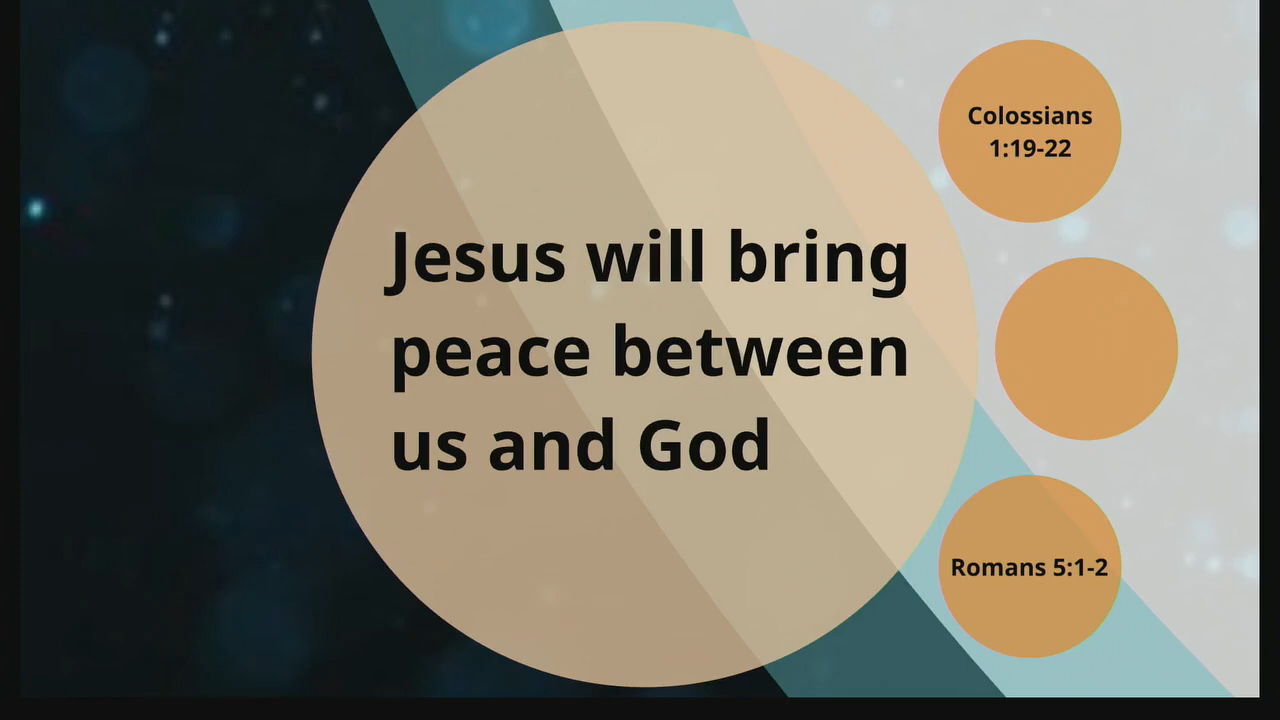 Jesus will bring
peace between
us and God
Colossians
1:19-22
Romans 5:1-2